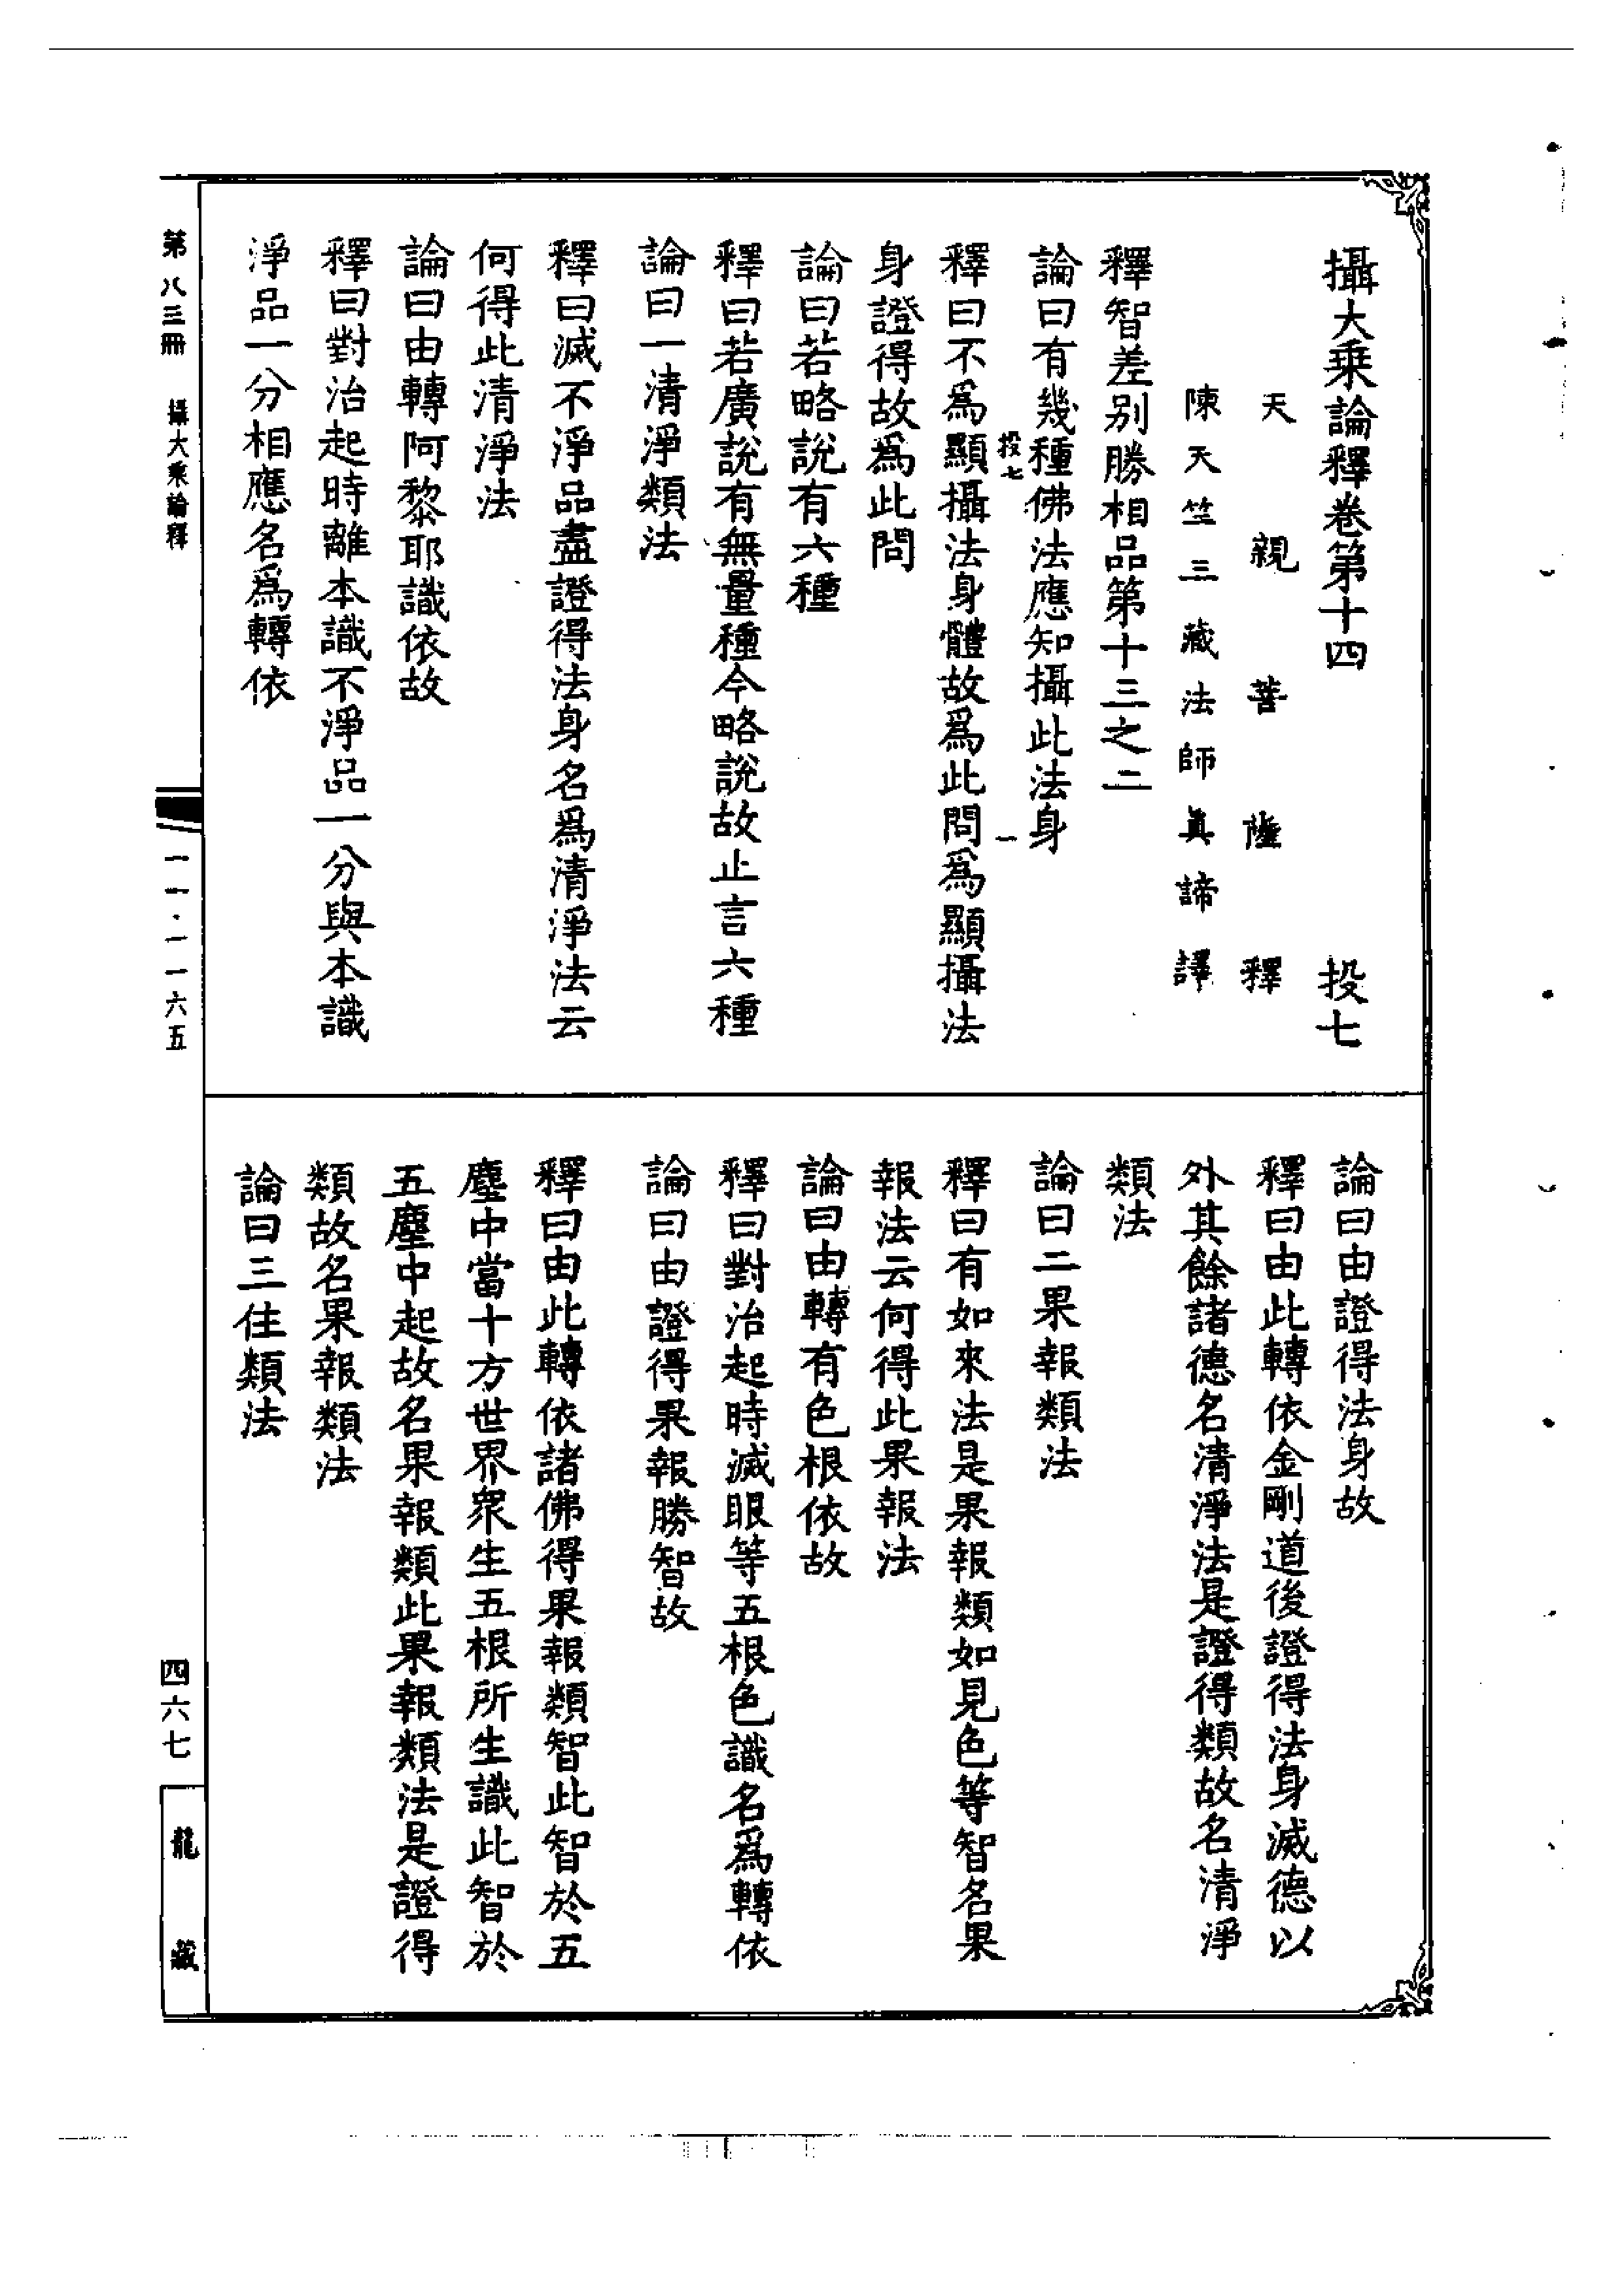 攝大乘論釋卷第十四　投七
天親菩薩釋
陳天竺三藏法師眞諦譯
釋智差别勝相品第十三之二
論曰有幾種佛法應知攝此法身
投七　一
釋曰不爲顯攝法身體故爲此問爲顯攝法
身證得故爲此問
論曰若略說有六種
釋曰若廣說有無量種今略說故止言六種
論曰一清淨類法
釋曰滅不淨品盡證得法身名爲清淨法云
何得此清淨法
論曰由轉阿黎耶識依故
釋曰對治起時離本識不淨品一分與本識
淨品一分相應名爲轉依
論曰由證得法身故
釋曰由此轉依金剛道後證得法身滅德以
外其餘諸德名清淨法是證得類故名清淨
類法
論曰二果報類法
釋曰有如來法是果報類如見色等智名果
報法云何得此果報法
論曰由轉有色根依故
釋曰對治起時滅眼等五根色識名爲轉依
論曰由證得果報勝智故
釋曰由此轉依諸佛得果報類智此智於五
塵中當十方世界眾生五根所生識此智於
五塵中起故名果報類此果報類法是證得
類故名果報類法
論曰三住類法
第八三冊　攝大乘論釋
一一·一一六五
四六七
龍藏